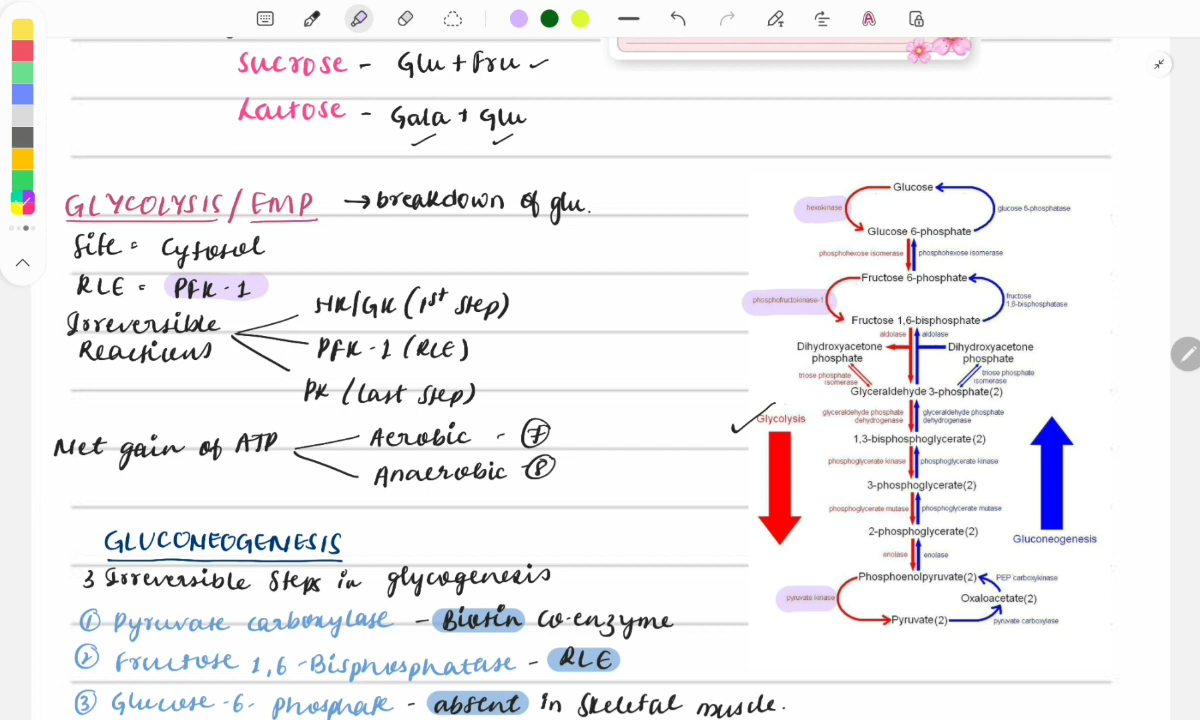 Sucrose - Glu + Fru ✓
Lactose - Gala + Glu
GLYCOLYSIS / EMP → breakdown of glu.
Site = Cytosol
RLE = PFK-1
Irreversible Reactions
HK/GK (1st step)
PFK-1 (RLE)
PK (last step)
Net gain of ATP
Aerobic - 7
Anaerobic - 8
GLUCONEOGENESIS
3 Irreversible steps in glycogenesis
① Pyruvate carboxylase - Biotin co-enzyme
② Fructose 1,6-Bisphosphatase - RLE
③ Glucose-6-phosphate - absent in skeletal muscle.
Glucose
hexokinase
glucose 6-phosphatase
Glucose 6-phosphate
phosphohexose isomerase phosphohexose isomerase
Fructose 6-phosphate
phosphofructokinase-1
fructose
1,6-bisphosphatase
Fructose 1,6-bisphosphate
aldolase aldolase
Dihydroxyacetone
phosphate
Dihydroxyacetone
phosphate
triose phosphate
isomerase
triose phosphate
isomerase
Glyceraldehyde 3-phosphate(2)
Glycolysis
glyceraldehyde phosphate
dehydrogenase
glyceraldehyde phosphate
dehydrogenase
1,3-bisphosphoglycerate(2)
phosphoglycerate kinase phosphoglycerate kinase
3-phosphoglycerate(2)
phosphoglycerate mutase phosphoglycerate mutase
2-phosphoglycerate(2)
Gluconeogenesis
enolase enolase
Phosphoenolpyruvate(2)
PEP carboxykinase
pyruvate kinase
Oxaloacetate(2)
Pyruvate(2)
pyruvate carboxylase